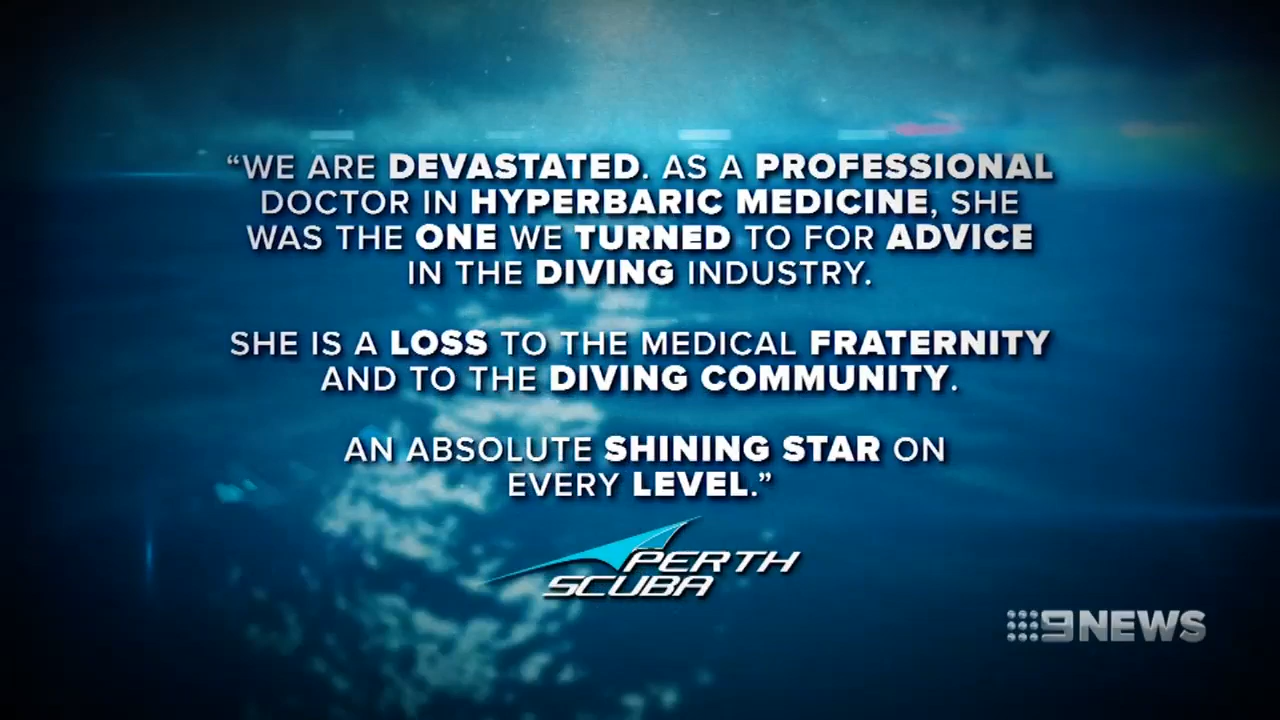 “WE ARE DEVASTATED. AS A PROFESSIONAL
DOCTOR IN HYPERBARIC MEDICINE, SHE
WAS THE ONE WE TURNED TO FOR ADVICE
IN THE DIVING INDUSTRY.
SHE IS A LOSS TO THE MEDICAL FRATERNITY
AND TO THE DIVING COMMUNITY.
AN ABSOLUTE SHINING STAR ON
EVERY LEVEL.”
PERTH
SCUBA
9NEWS